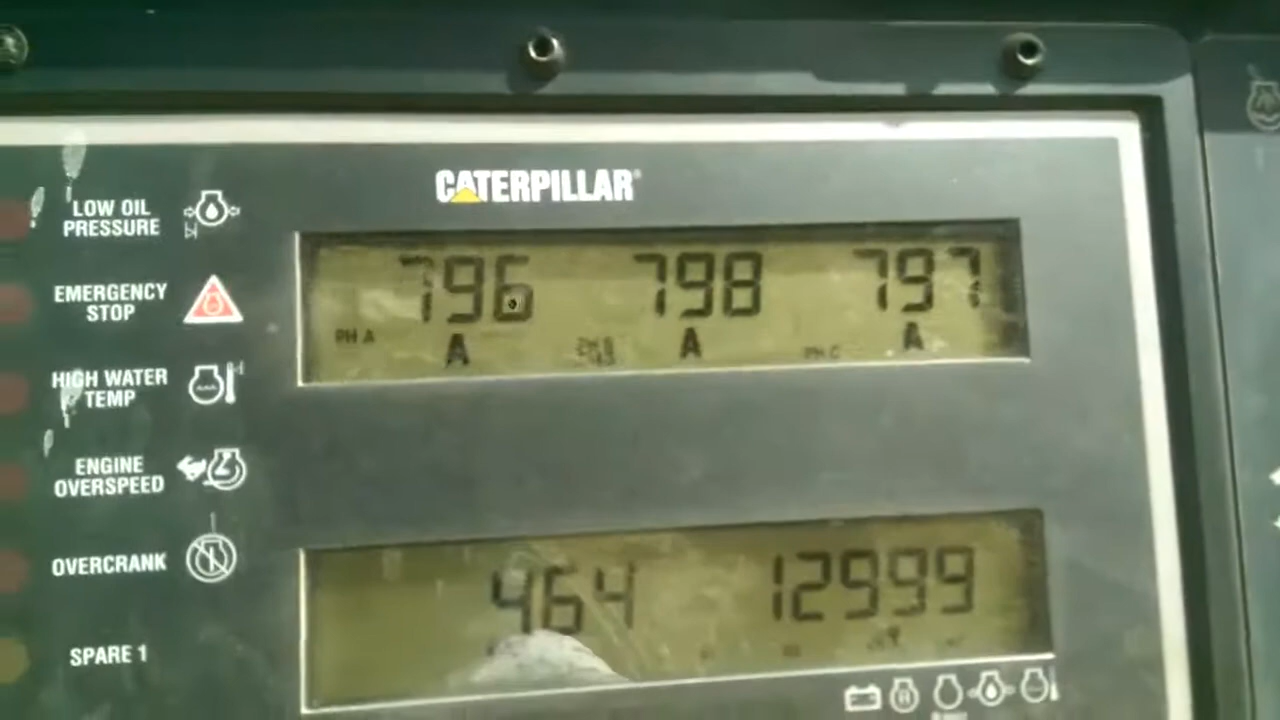 CATERPILLAR®
LOW OIL
PRESSURE
EMERGENCY
STOP
HIGH WATER
TEMP
ENGINE
OVERSPEED
OVERCRANK
SPARE 1
796 798 797
PH A A A PH C A
464 12999